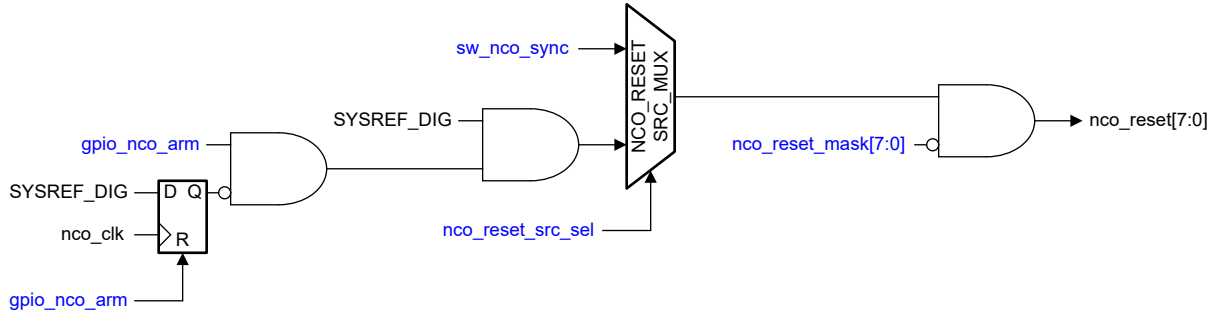 sw_nco_sync
NCO_RESET
SRC_MUX
SYSREF_DIG
nco_reset[7:0]
gpio_nco_arm
nco_reset_mask[7:0]
SYSREF_DIG
D Q
nco_clk
R
nco_reset_src_sel
gpio_nco_arm